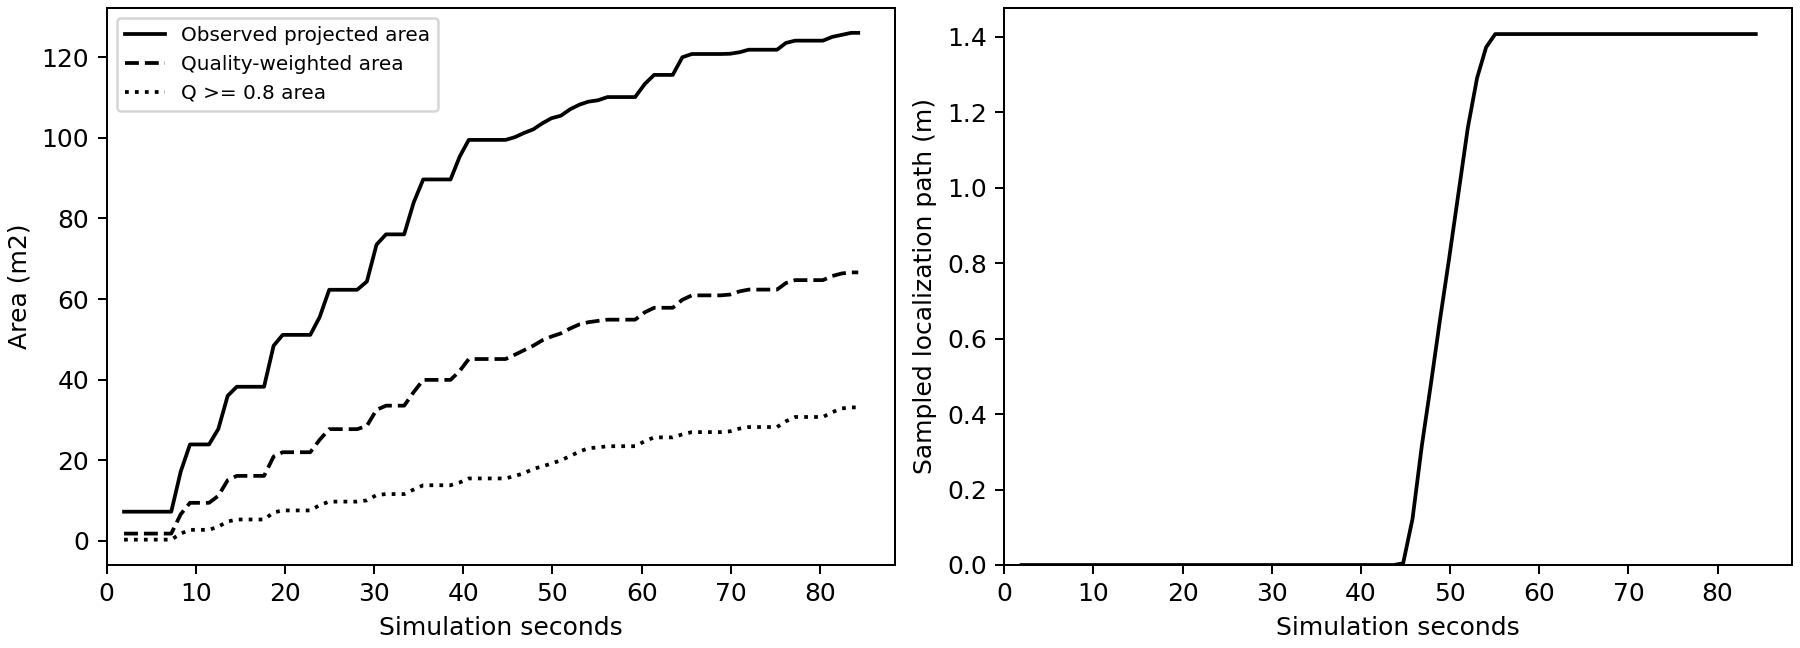 Observed projected area
Quality-weighted area
Q >= 0.8 area
Area (m2)
120
100
80
60
40
20
0
0 10 20 30 40 50 60 70 80
Simulation seconds
Sampled localization path (m)
1.4
1.2
1.0
0.8
0.6
0.4
0.2
0.0
0 10 20 30 40 50 60 70 80
Simulation seconds